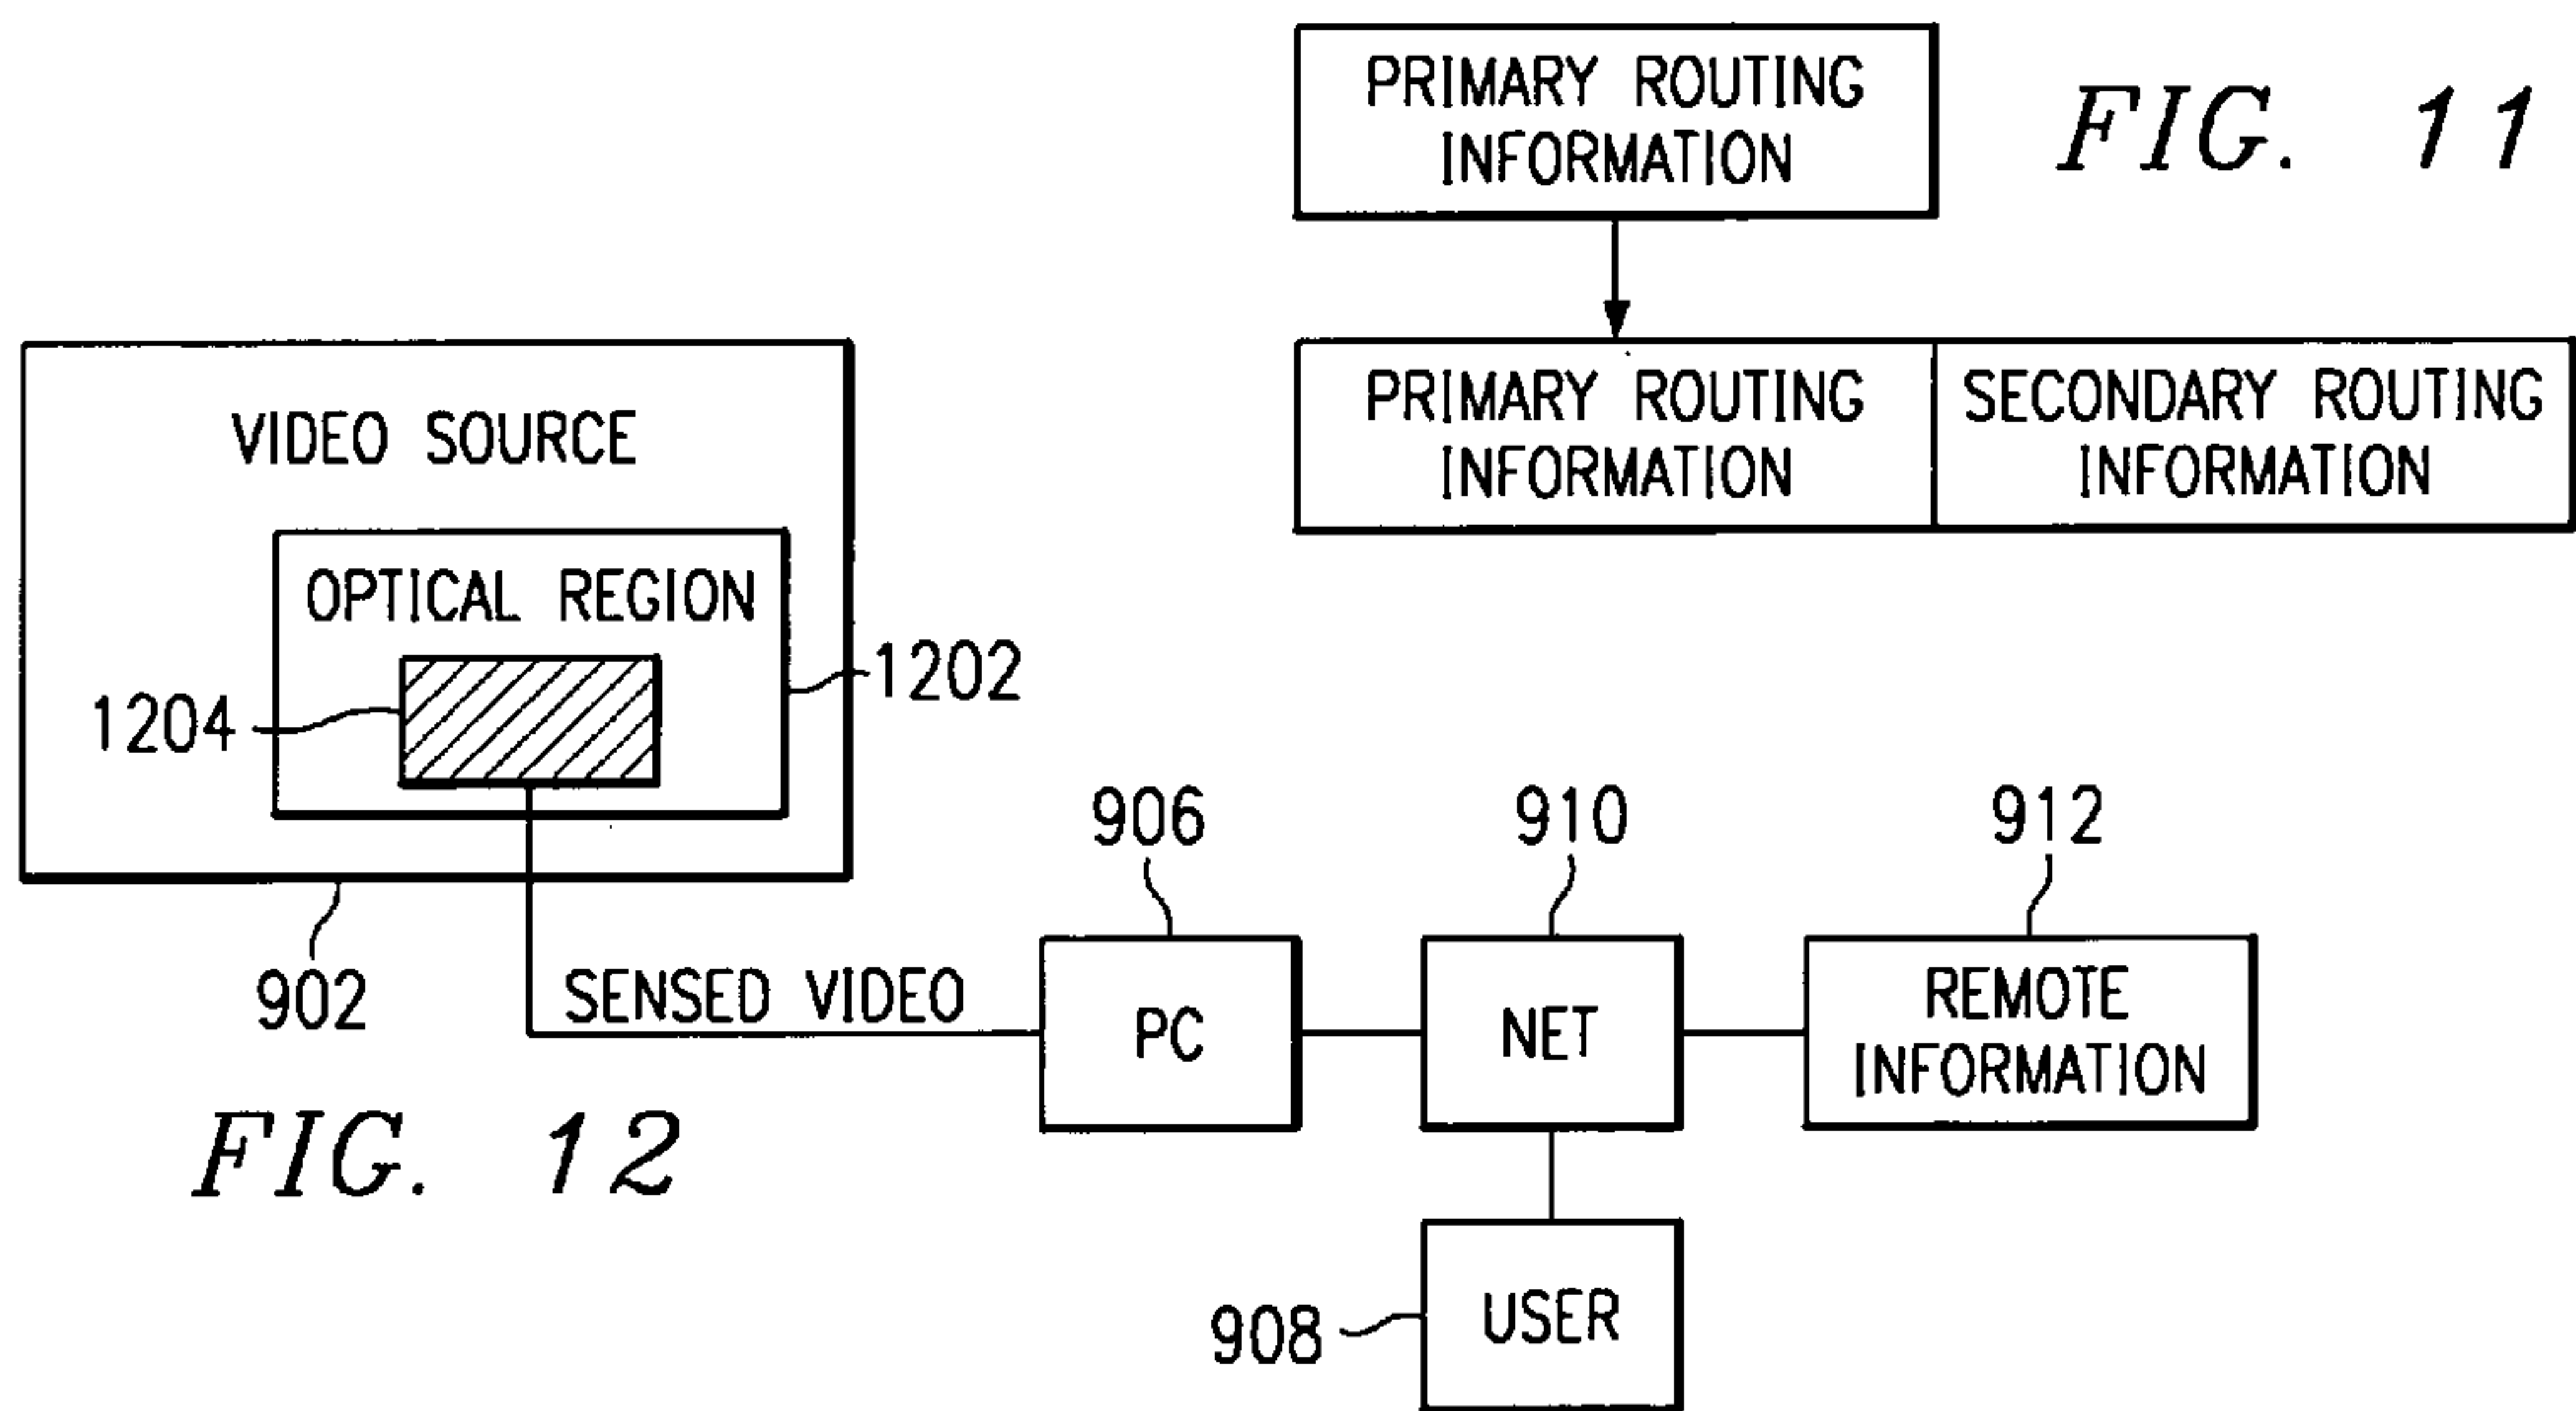 PRIMARY ROUTING
INFORMATION
FIG. 11
PRIMARY ROUTING
INFORMATION
SECONDARY ROUTING
INFORMATION
VIDEO SOURCE
OPTICAL REGION
1202
1204
902
SENSED VIDEO
906
PC
910
NET
912
REMOTE
INFORMATION
908
USER
FIG. 12